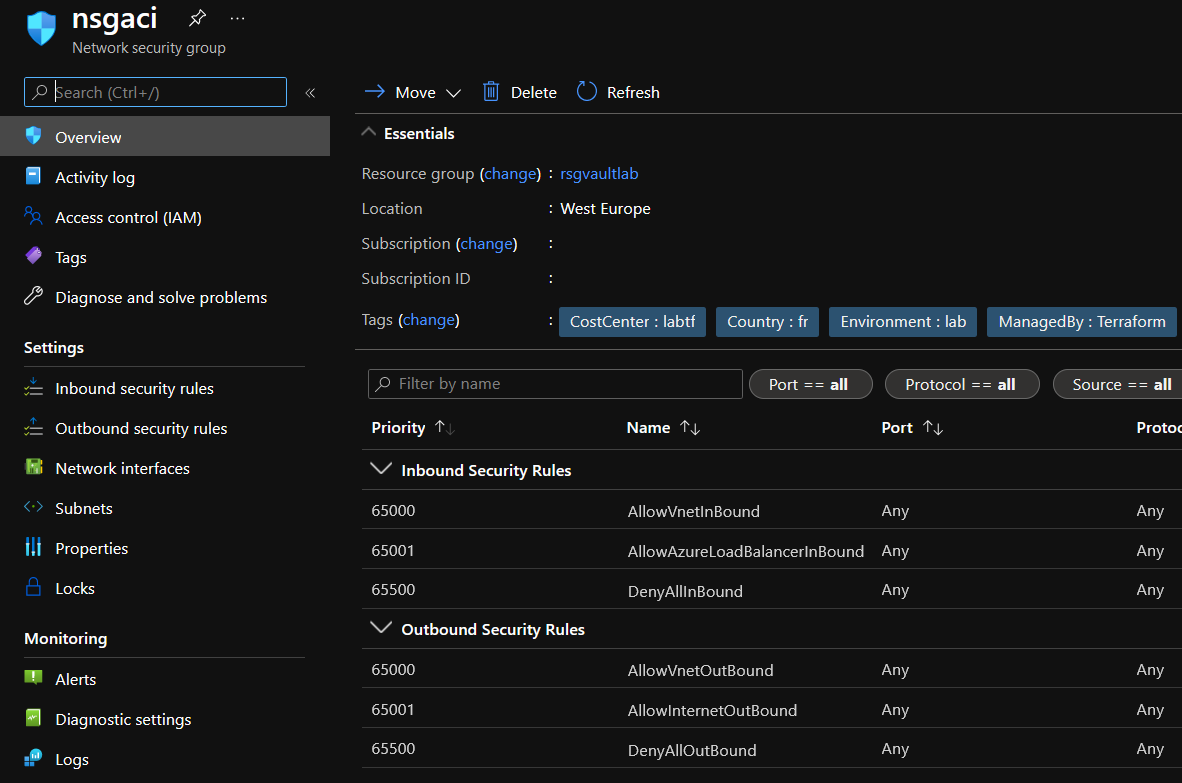 nsgaci
Network security group
Search (Ctrl+/)
Overview
Activity log
Access control (IAM)
Tags
Diagnose and solve problems
Settings
Inbound security rules
Outbound security rules
Network interfaces
Subnets
Properties
Locks
Monitoring
Alerts
Diagnostic settings
Logs
Move Delete Refresh
Essentials
Resource group (change) : rsgvaultlab
Location : West Europe
Subscription (change) :
Subscription ID :
Tags (change) : CostCenter : labtf Country : fr Environment : lab ManagedBy : Terraform
Filter by name Port == all Protocol == all Source == all
Priority Name Port Protoc
Inbound Security Rules
65000 AllowVnetInBound Any Any
65001 AllowAzureLoadBalancerInBound Any Any
65500 DenyAllInBound Any Any
Outbound Security Rules
65000 AllowVnetOutBound Any Any
65001 AllowInternetOutBound Any Any
65500 DenyAllOutBound Any Any